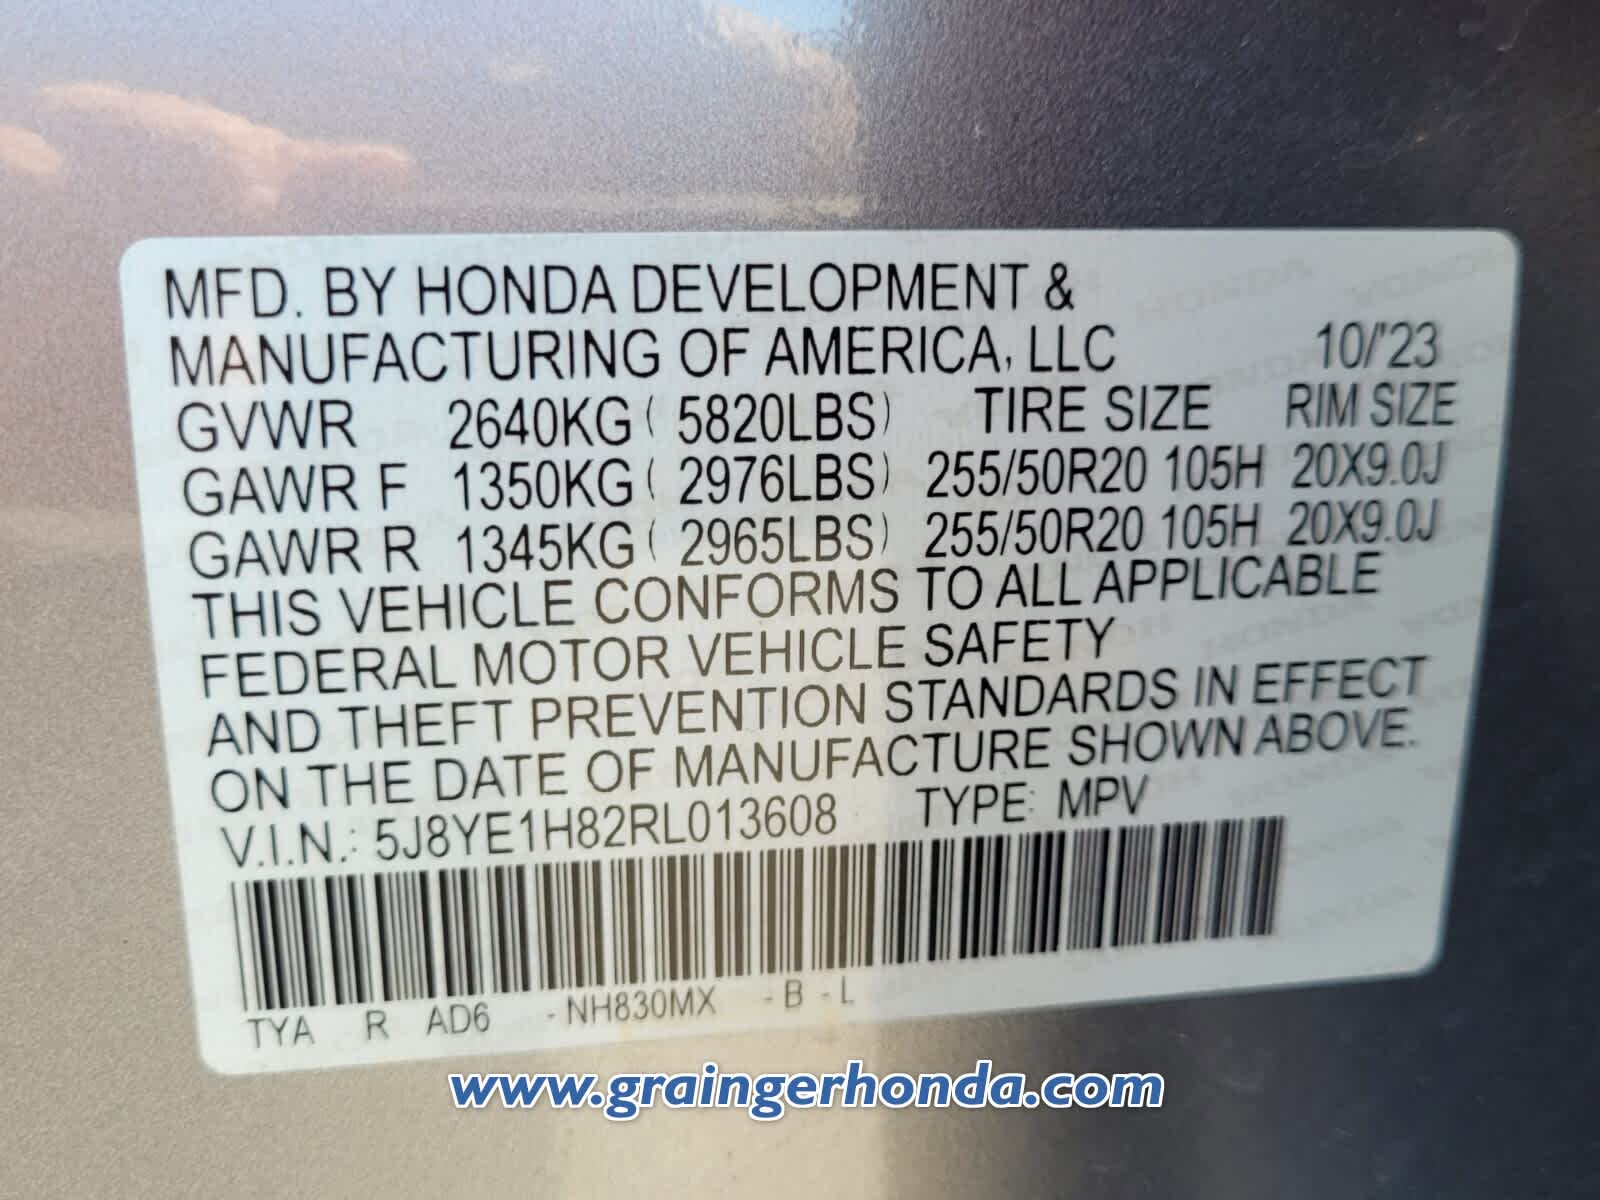 MFD. BY HONDA DEVELOPMENT &
MANUFACTURING OF AMERICA, LLC 10/'23
GVWR 2640KG ( 5820LBS) TIRE SIZE RIM SIZE
GAWR F 1350KG ( 2976LBS) 255/50R20 105H 20X9.0J
GAWR R 1345KG ( 2965LBS) 255/50R20 105H 20X9.0J
THIS VEHICLE CONFORMS TO ALL APPLICABLE
FEDERAL MOTOR VEHICLE SAFETY
AND THEFT PREVENTION STANDARDS IN EFFECT
ON THE DATE OF MANUFACTURE SHOWN ABOVE.
V.I.N.: 5J8YE1H82RL013608 TYPE: MPV
TYA R AD6 - NH830MX - B - L
www.graingerhonda.com